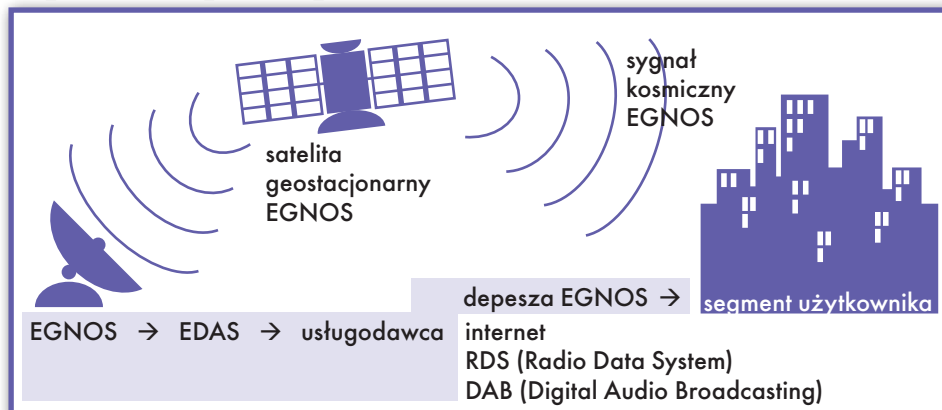 sygnał
kosmiczny
EGNOS
satelita
geostacjonarny
EGNOS
depesza EGNOS →
segment użytkownika
EGNOS → EDAS → usługodawca
internet
RDS (Radio Data System)
DAB (Digital Audio Broadcasting)